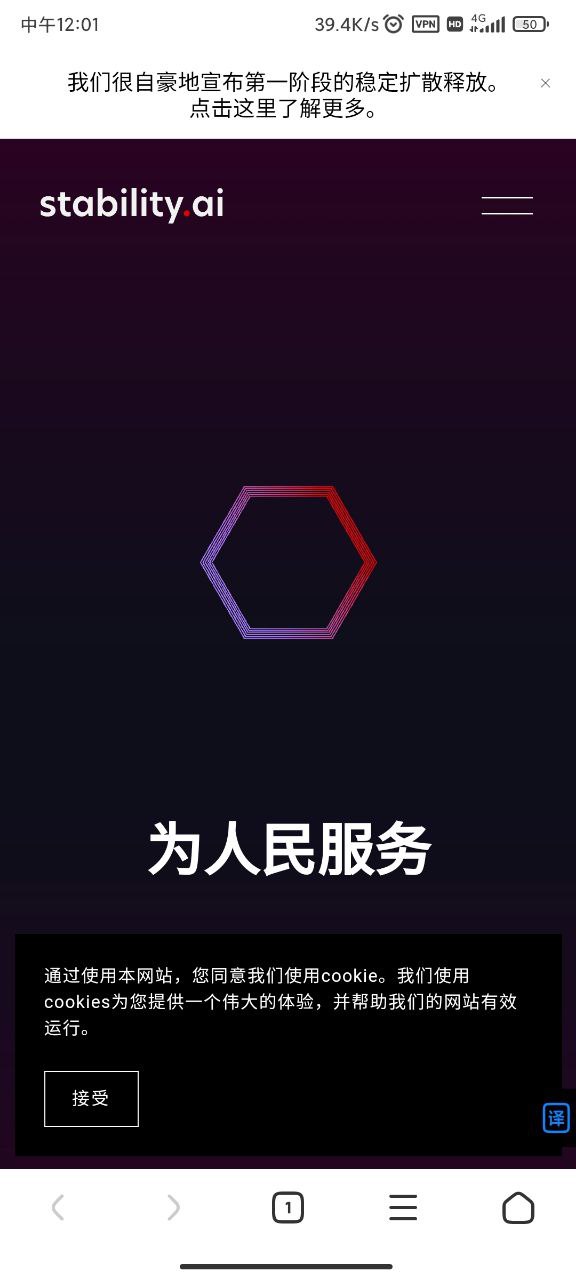 中午12:01
39.4K/s VPN HD 4G 50
我们很自豪地宣布第一阶段的稳定扩散释放。
点击这里了解更多。
×
stability.ai
为人民服务
通过使用本网站，您同意我们使用cookie。我们使用
cookies为您提供一个伟大的体验，并帮助我们的网站有效
运行。
接受
译
1